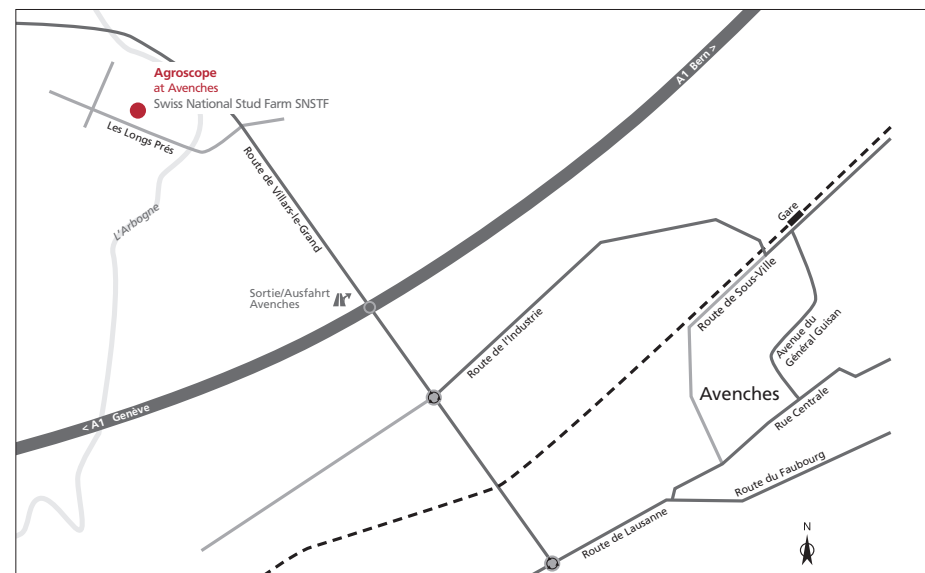 Agroscope
at Avenches
Swiss National Stud Farm SNSTF
Les Longs Prés
L'Arbogne
Route de Villars-le-Grand
A1 Bern >
Sortie/Ausfahrt
Avenches
< A1 Genève
Route de l'Industrie
Gare
Route de Sous-Ville
Avenue du
Général Guisan
Avenches
Rue Centrale
Route du Faubourg
Route de Lausanne
N